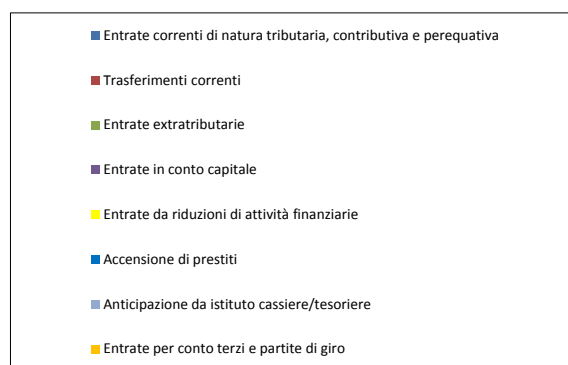 Entrate correnti di natura tributaria, contributiva e perequativa
Trasferimenti correnti
Entrate extratributarie
Entrate in conto capitale
Entrate da riduzioni di attività finanziarie
Accensione di prestiti
Anticipazione da istituto cassiere/tesoriere
Entrate per conto terzi e partite di giro